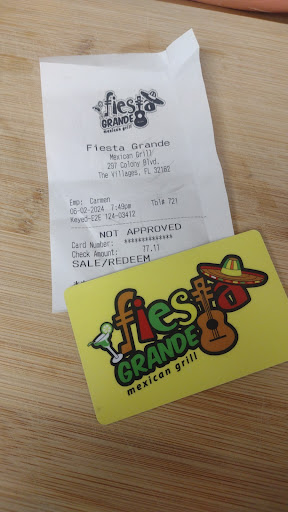 fiesta
GRANDE
mexican grill
Fiesta Grande
Mexican Grill
297 Colony Blvd.
The Villages, FL 32162
Emp: Carmen
06-02-2024 7:49pm Tbl# 721
NOT APPROVED
Card Number: **************
Check Amount: 77.11
SALE/REDEEM
fiesta
GRANDE
mexican grill